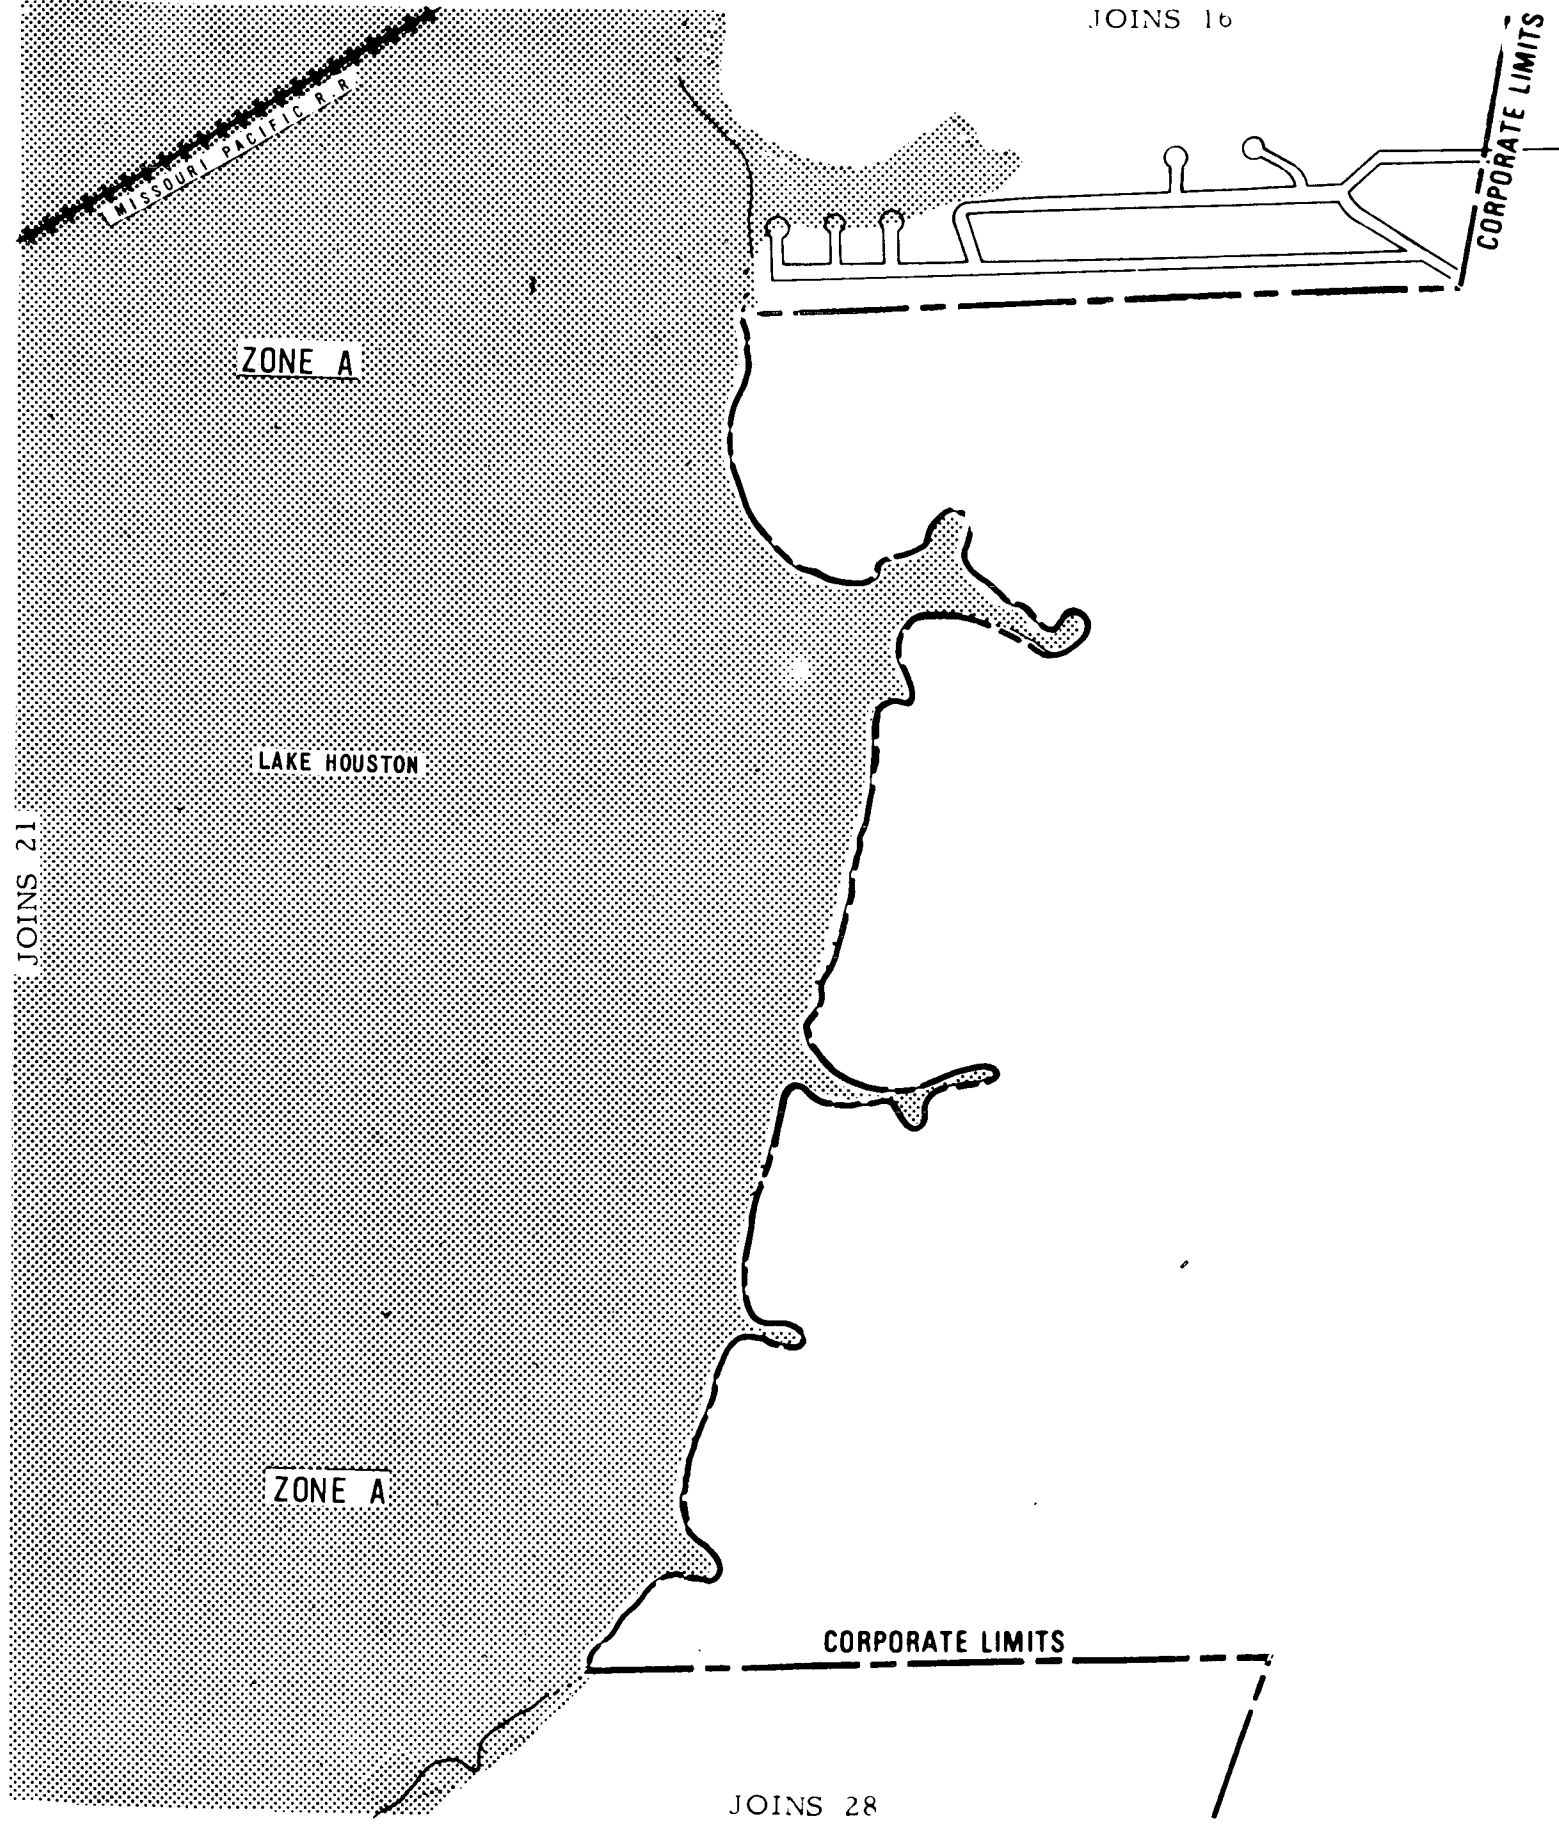 JOINS 16
CORPORATE LIMITS
MISSOURI PACIFIC R.R
ZONE A
LAKE HOUSTON
JOINS 21
ZONE A
CORPORATE LIMITS
JOINS 28